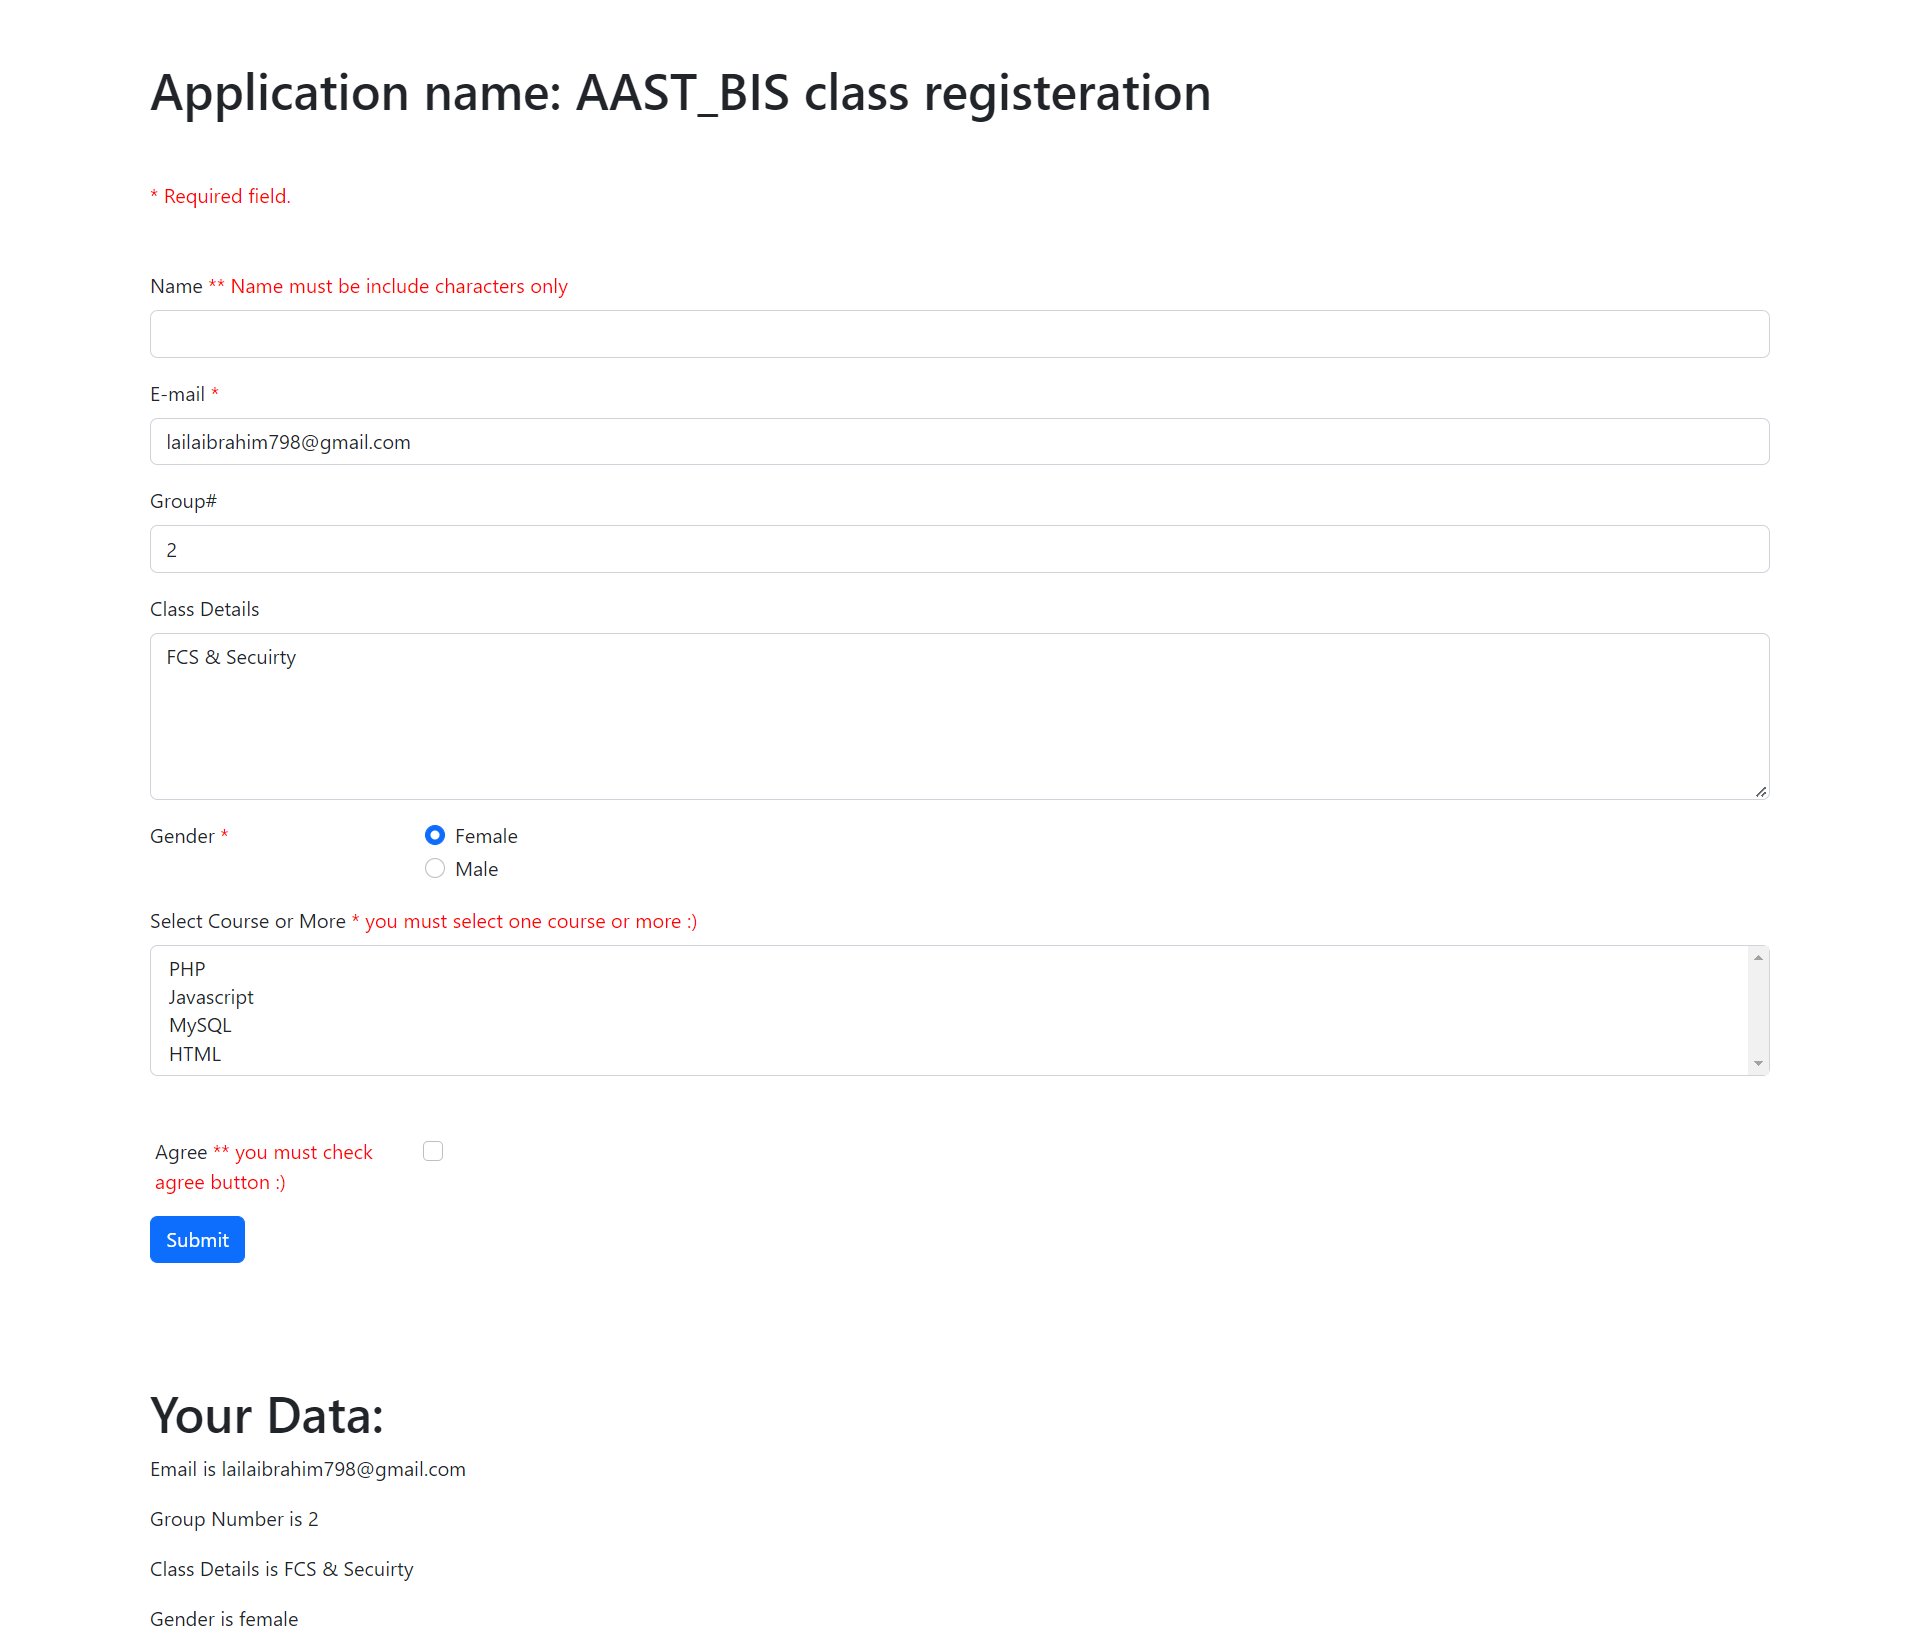 Application name: AAST_BIS class registeration
* Required field.
Name ** Name must be include characters only
E-mail *
lailaibrahim798@gmail.com
Group#
2
Class Details
FCS & Secuirty
Gender *
Female
Male
Select Course or More * you must select one course or more :)
PHP
Javascript
MySQL
HTML
Agree ** you must check
agree button :)
Submit
Your Data:
Email is lailaibrahim798@gmail.com
Group Number is 2
Class Details is FCS & Secuirty
Gender is female